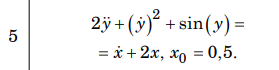 5
2ÿ + (ẏ)² + sin(y) =
= ẋ + 2x, x₀ = 0,5.